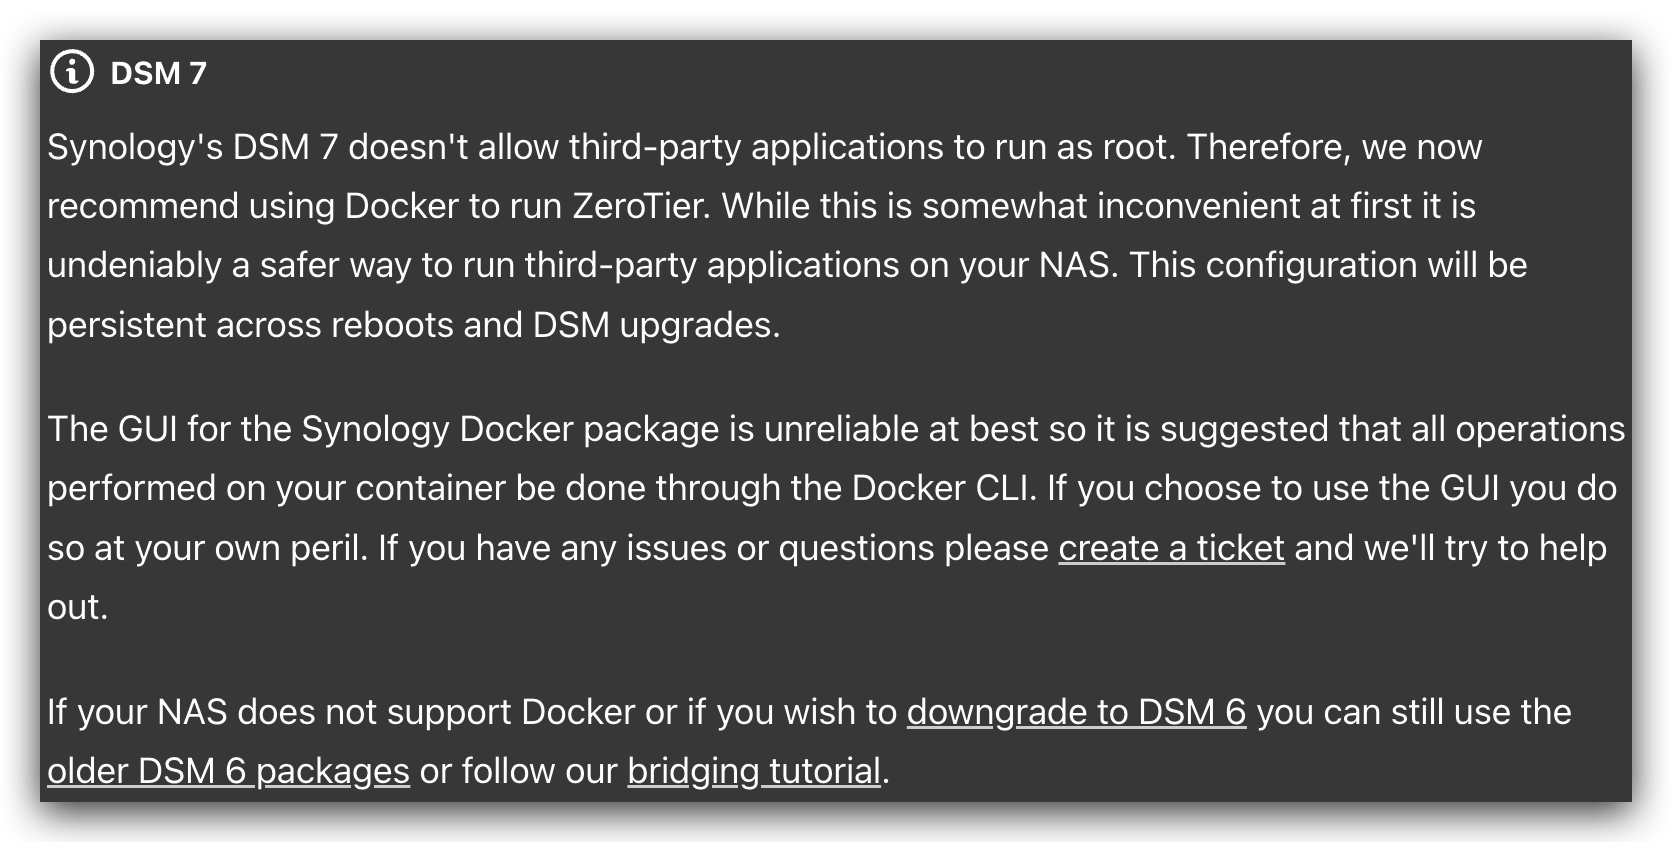 DSM 7
Synology's DSM 7 doesn't allow third-party applications to run as root. Therefore, we now
recommend using Docker to run ZeroTier. While this is somewhat inconvenient at first it is
undeniably a safer way to run third-party applications on your NAS. This configuration will be
persistent across reboots and DSM upgrades.
The GUI for the Synology Docker package is unreliable at best so it is suggested that all operations
performed on your container be done through the Docker CLI. If you choose to use the GUI you do
so at your own peril. If you have any issues or questions please create a ticket and we'll try to help
out.
If your NAS does not support Docker or if you wish to downgrade to DSM 6 you can still use the
older DSM 6 packages or follow our bridging tutorial.